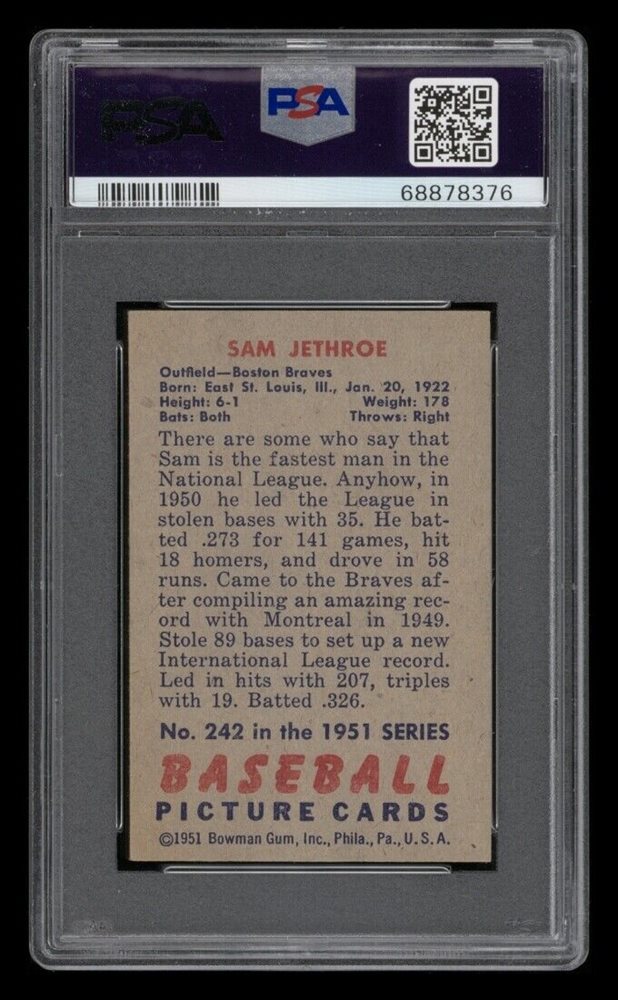 PSA PSA
68878376
SAM JETHROE
Outfield—Boston Braves
Born: East St. Louis, Ill., Jan. 20, 1922
Height: 6-1 Weight: 178
Bats: Both Throws: Right
There are some who say that
Sam is the fastest man in the
National League. Anyhow, in
1950 he led the League in
stolen bases with 35. He bat-
ted .273 for 141 games, hit
18 homers, and drove in 58
runs. Came to the Braves af-
ter compiling an amazing rec-
ord with Montreal in 1949.
Stole 89 bases to set up a new
International League record.
Led in hits with 207, triples
with 19. Batted .326.
No. 242 in the 1951 SERIES
BASEBALL
PICTURE CARDS
©1951 Bowman Gum, Inc., Phila., Pa., U.S.A.